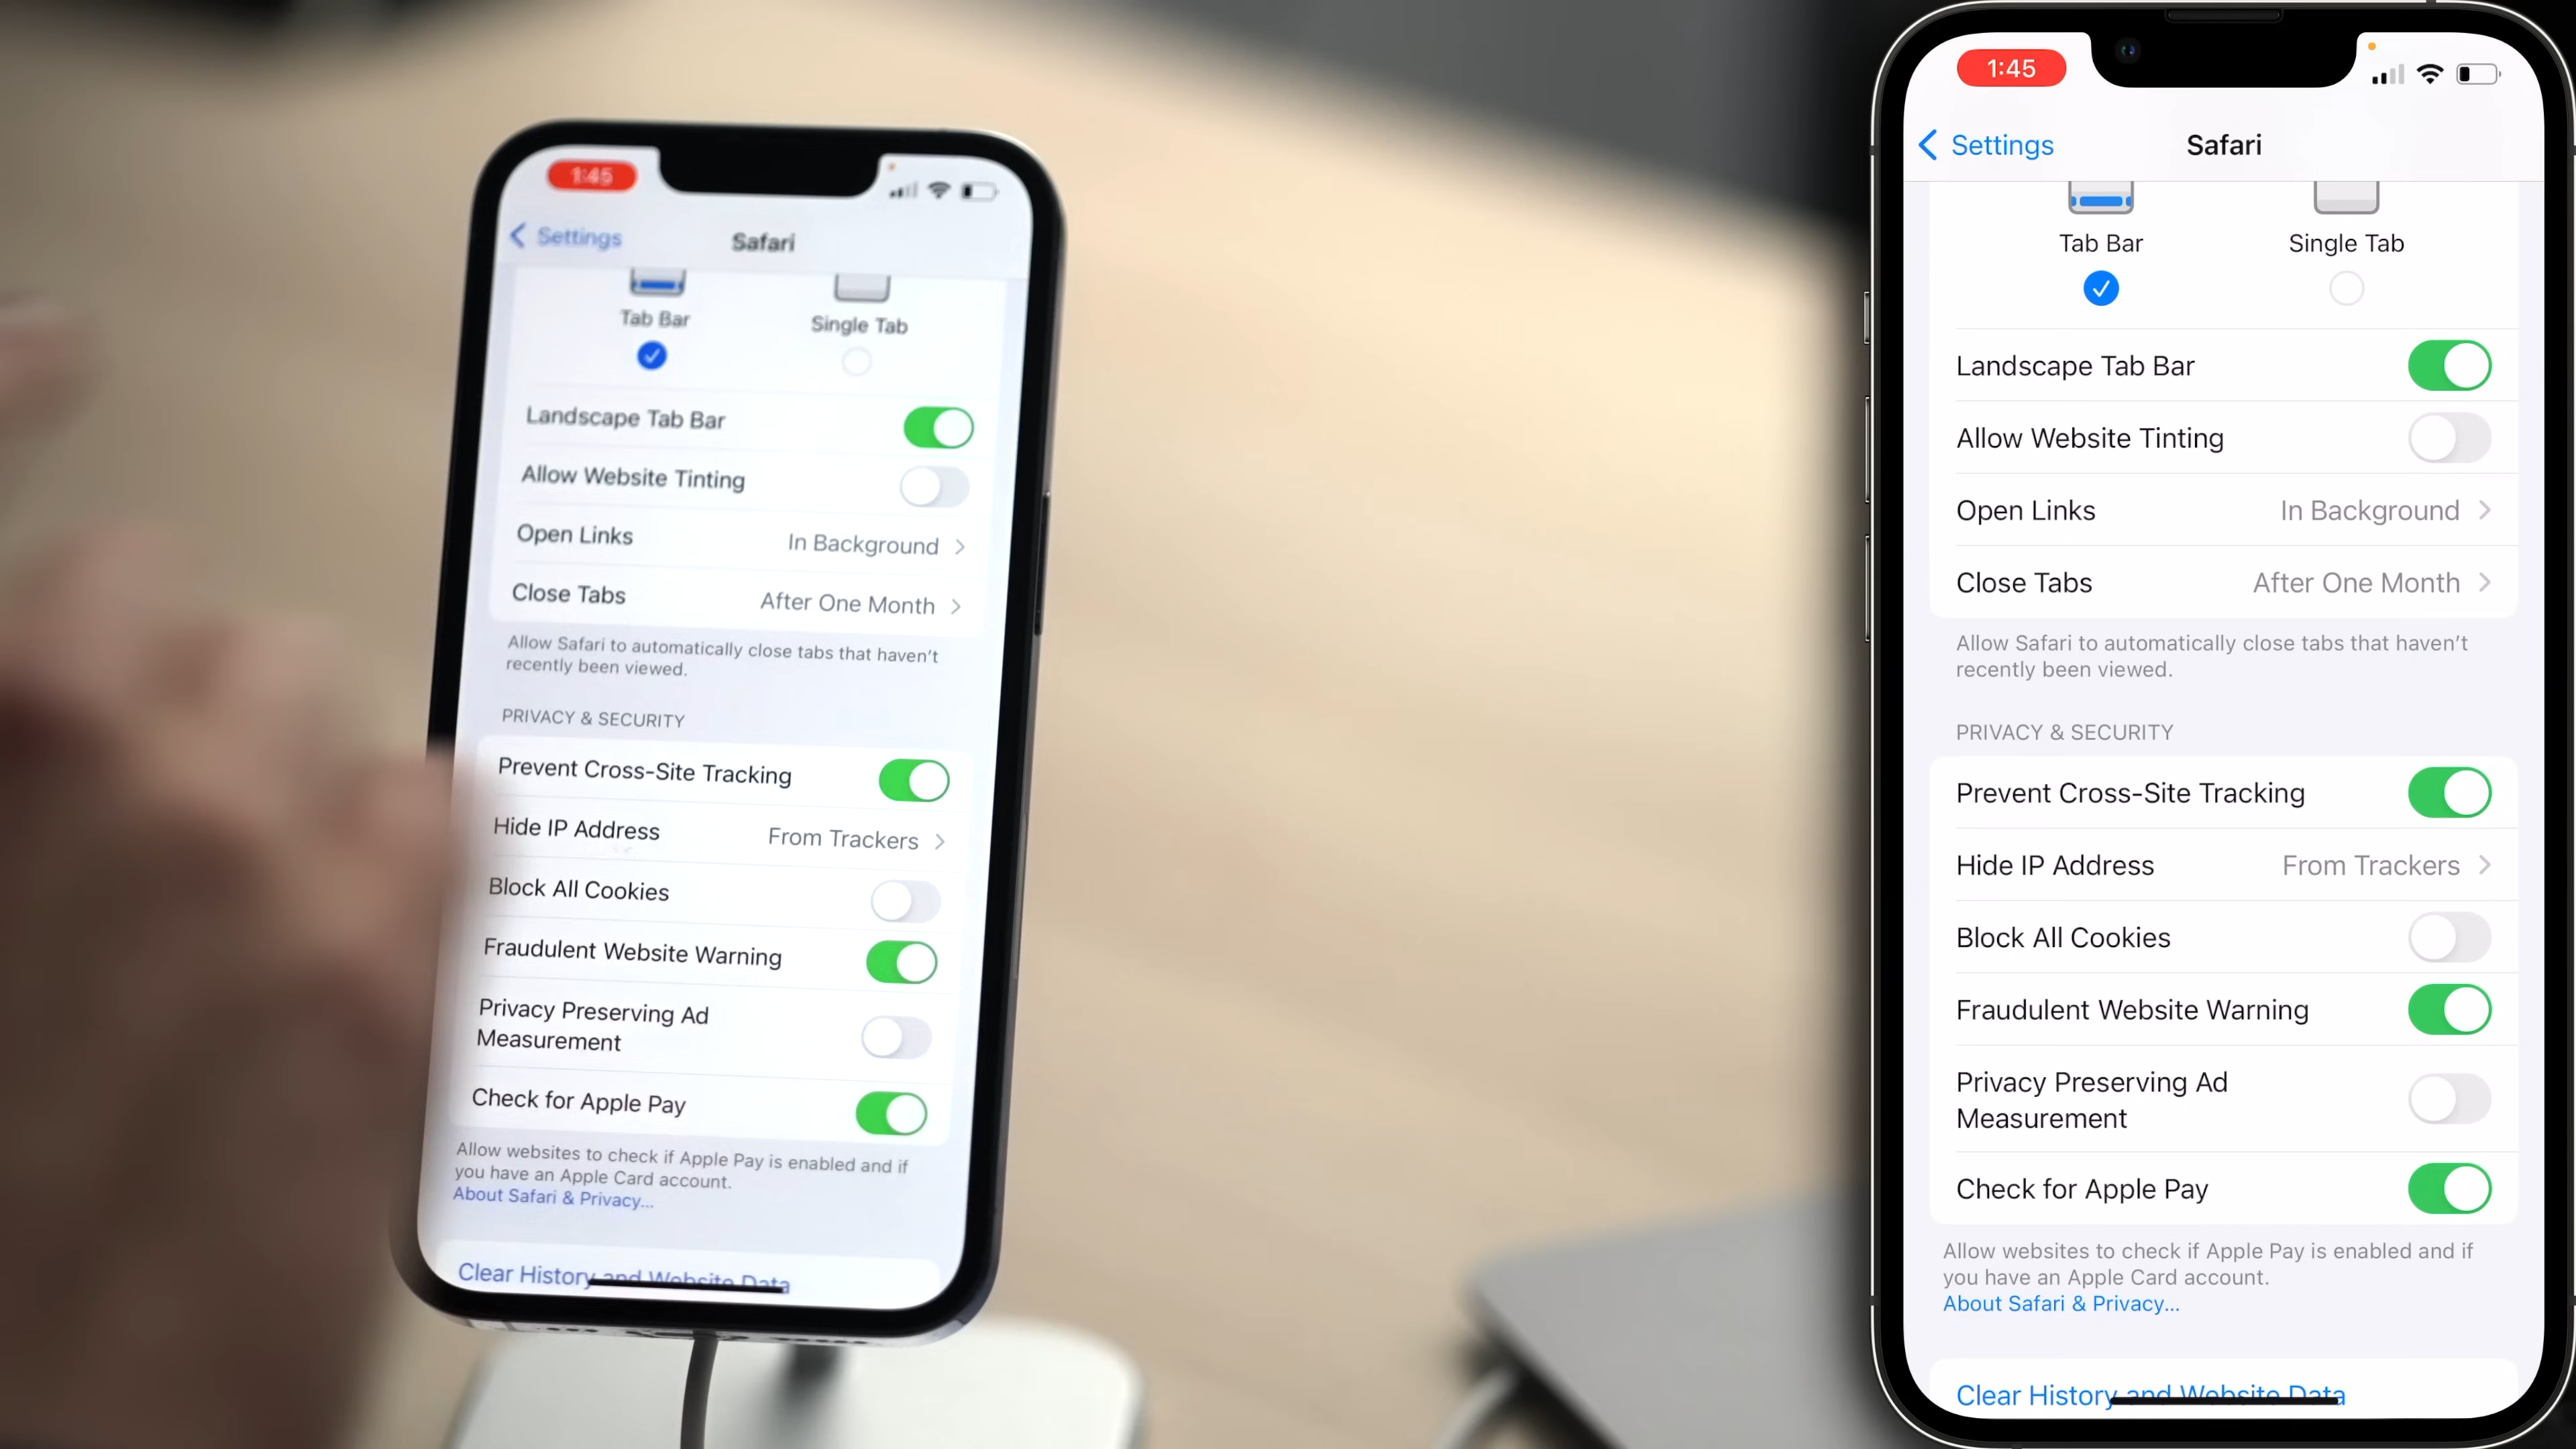 1:45
Settings
Safari
Tab Bar
Single Tab
Landscape Tab Bar
Allow Website Tinting
Open Links
In Background
Close Tabs
After One Month
Allow Safari to automatically close tabs that haven't
recently been viewed.
PRIVACY & SECURITY
Prevent Cross-Site Tracking
Hide IP Address
From Trackers
Block All Cookies
Fraudulent Website Warning
Privacy Preserving Ad
Measurement
Check for Apple Pay
Allow websites to check if Apple Pay is enabled and if
you have an Apple Card account.
About Safari & Privacy...
Clear History and Website Data
1:45
Settings
Safari
Tab Bar
Single Tab
Landscape Tab Bar
Allow Website Tinting
Open Links
In Background
Close Tabs
After One Month
Allow Safari to automatically close tabs that haven't
recently been viewed.
PRIVACY & SECURITY
Prevent Cross-Site Tracking
Hide IP Address
From Trackers
Block All Cookies
Fraudulent Website Warning
Privacy Preserving Ad
Measurement
Check for Apple Pay
Allow websites to check if Apple Pay is enabled and if
you have an Apple Card account.
About Safari & Privacy...
Clear History and Website Data